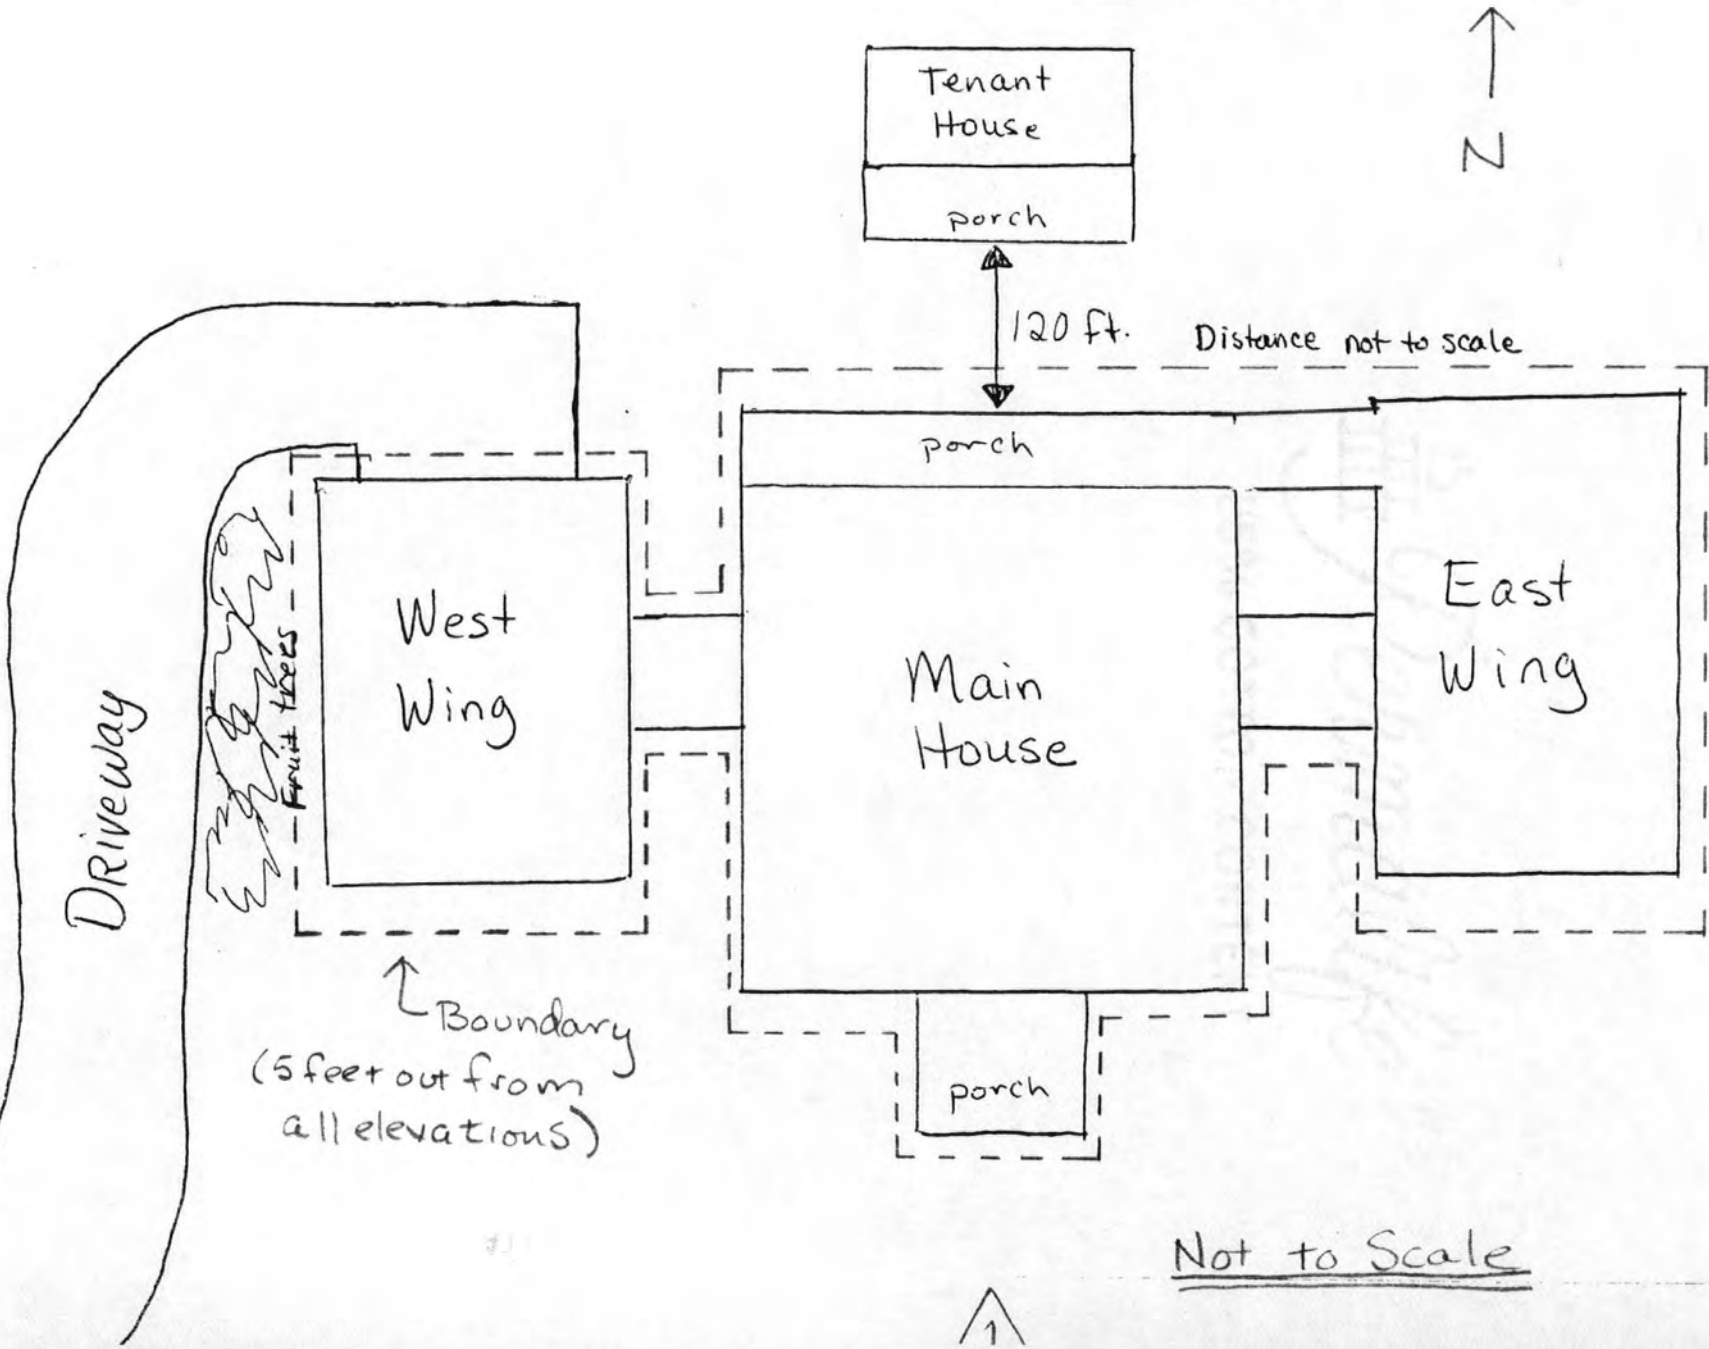 Tenant
House
porch
N
120 ft.
Distance not to scale
porch
West
Wing
Main
House
East
Wing
Fruit trees
DRiveway
Boundary
(5 feet out from
all elevations)
porch
Not to Scale
1